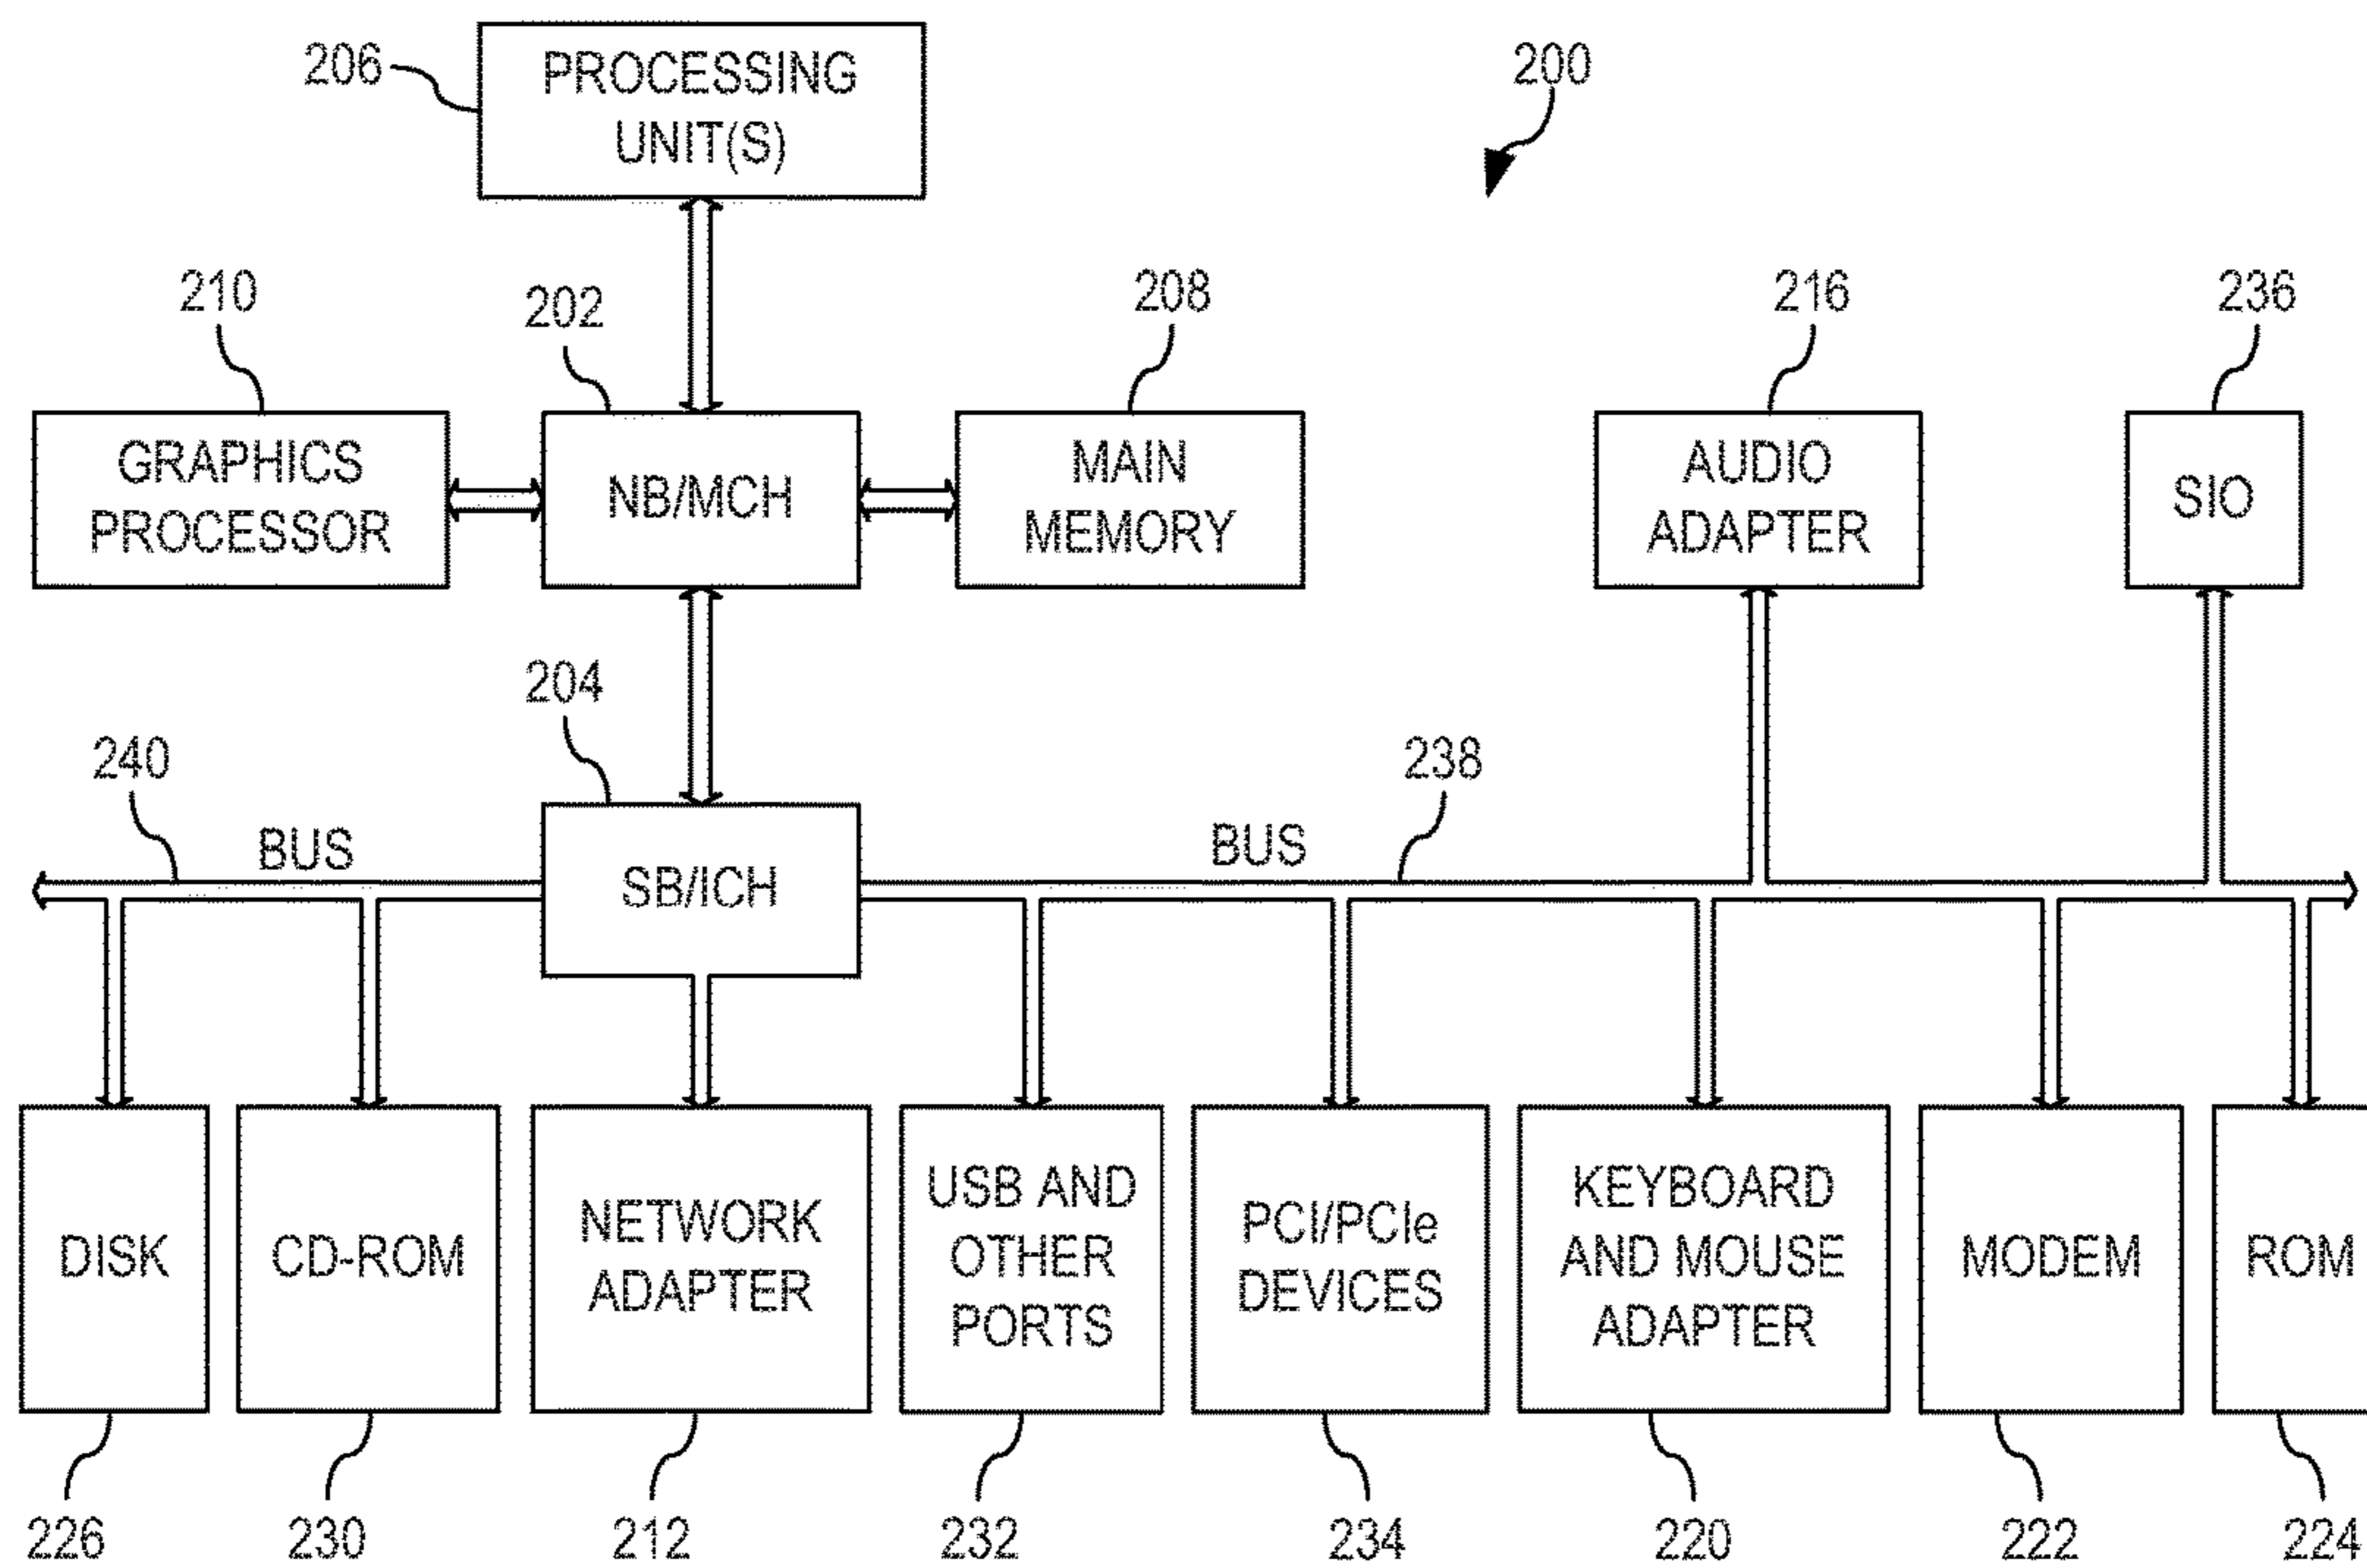 206
PROCESSING
UNIT(S)
200
210
202
208
216
236
GRAPHICS
PROCESSOR
NB/MCH
MAIN
MEMORY
AUDIO
ADAPTER
SIO
204
240
238
BUS
BUS
SB/ICH
DISK
CD-ROM
NETWORK
ADAPTER
USB AND
OTHER
PORTS
PCI/PCIe
DEVICES
KEYBOARD
AND MOUSE
ADAPTER
MODEM
ROM
226
230
212
232
234
220
222
224